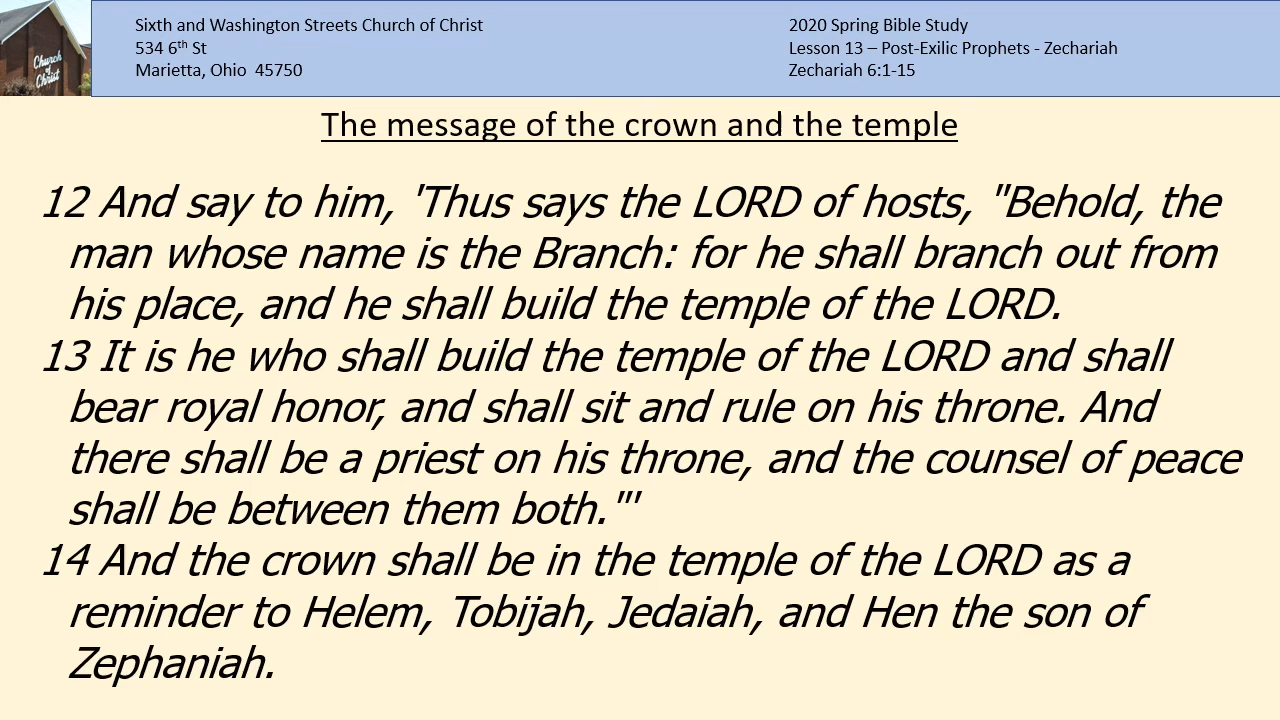 Church
of
Christ
Sixth and Washington Streets Church of Christ
534 6th St
Marietta, Ohio  45750
2020 Spring Bible Study
Lesson 13 – Post-Exilic Prophets - Zechariah
Zechariah 6:1-15
The message of the crown and the temple
12 And say to him, 'Thus says the LORD of hosts, "Behold, the
man whose name is the Branch: for he shall branch out from
his place, and he shall build the temple of the LORD.
13 It is he who shall build the temple of the LORD and shall
bear royal honor, and shall sit and rule on his throne. And
there shall be a priest on his throne, and the counsel of peace
shall be between them both."'
14 And the crown shall be in the temple of the LORD as a
reminder to Helem, Tobijah, Jedaiah, and Hen the son of
Zephaniah.